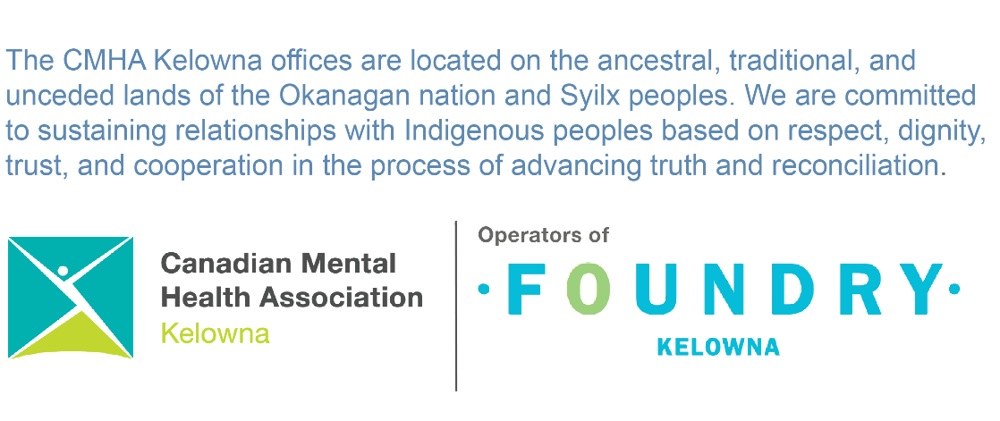 The CMHA Kelowna offices are located on the ancestral, traditional, and
unceded lands of the Okanagan nation and Syilx peoples. We are committed
to sustaining relationships with Indigenous peoples based on respect, dignity,
trust, and cooperation in the process of advancing truth and reconciliation.
Canadian Mental
Health Association
Kelowna
Operators of
·FOUNDRY·
KELOWNA